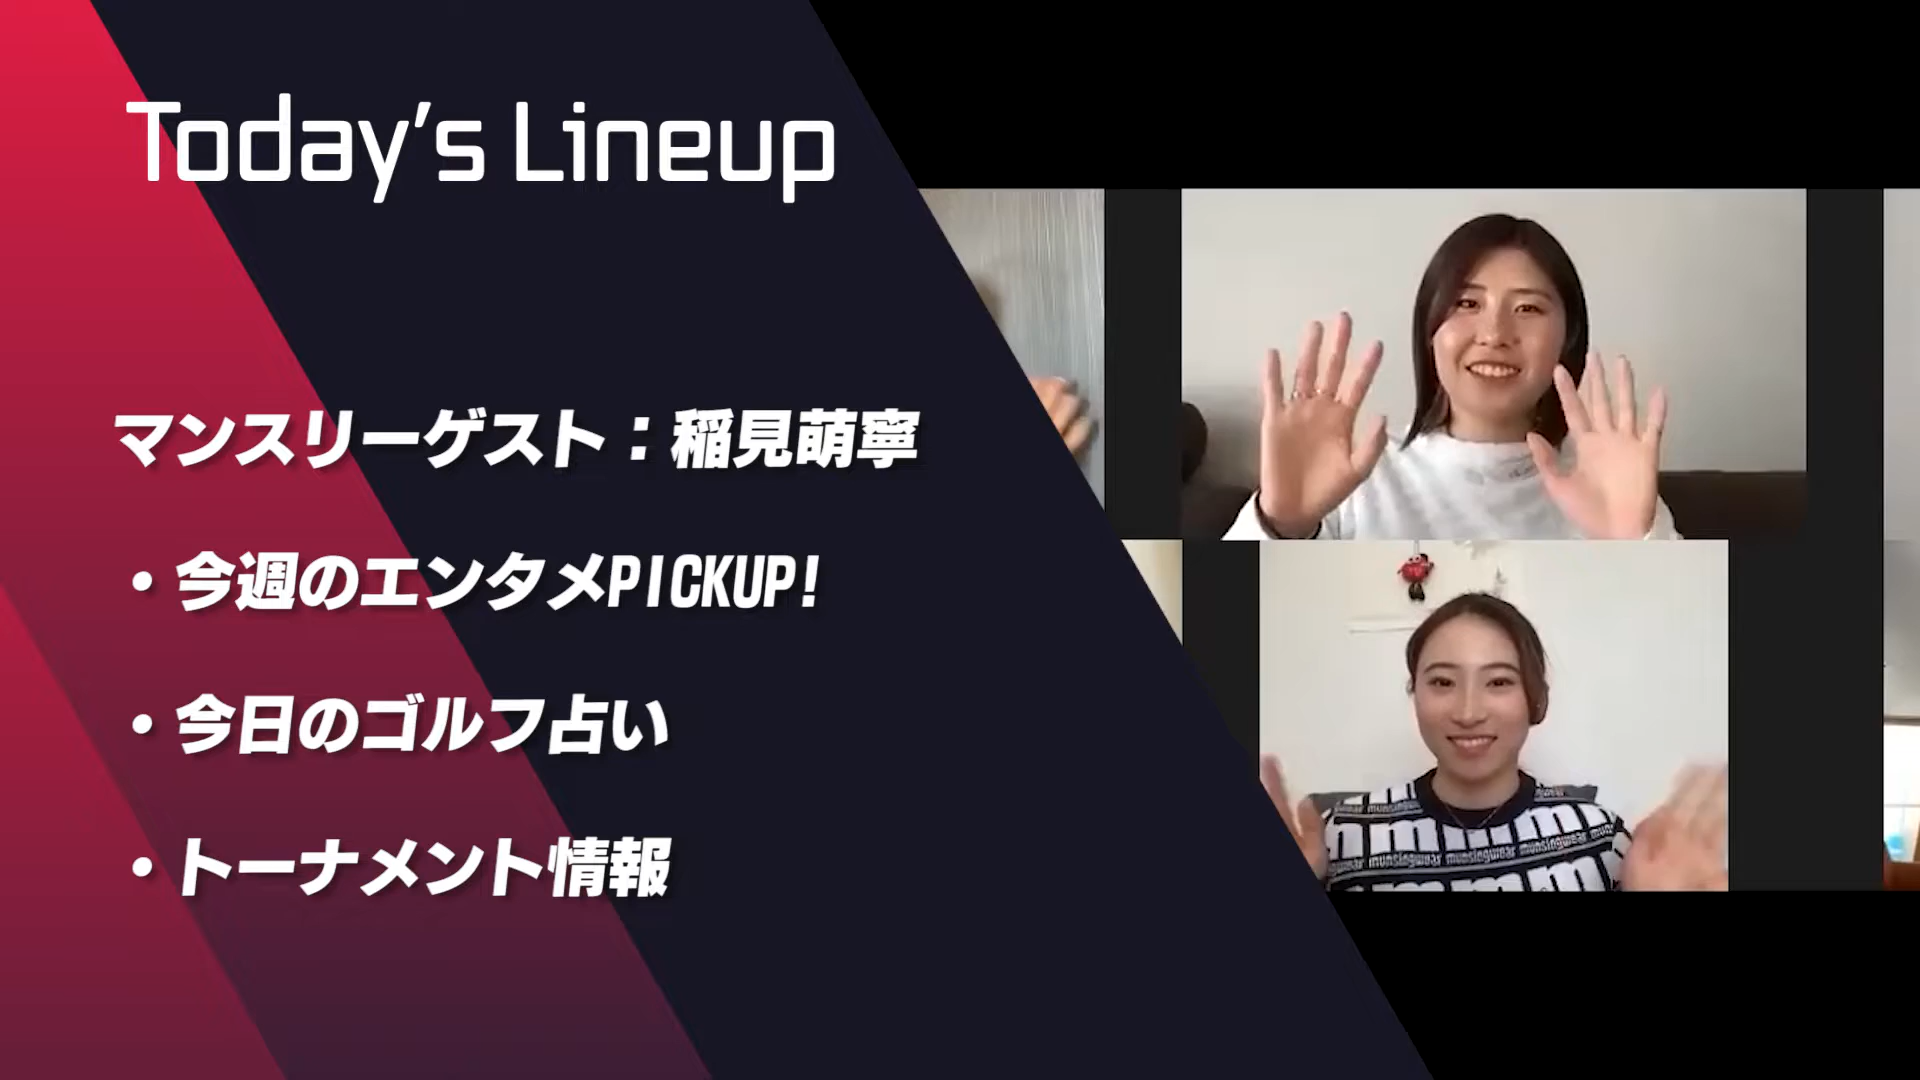 Today's Lineup
マンスリーゲスト：稲見萌寧
・今週のエンタメPICKUP!
・今日のゴルフ占い
・トーナメント情報
munsingwear munsingwear